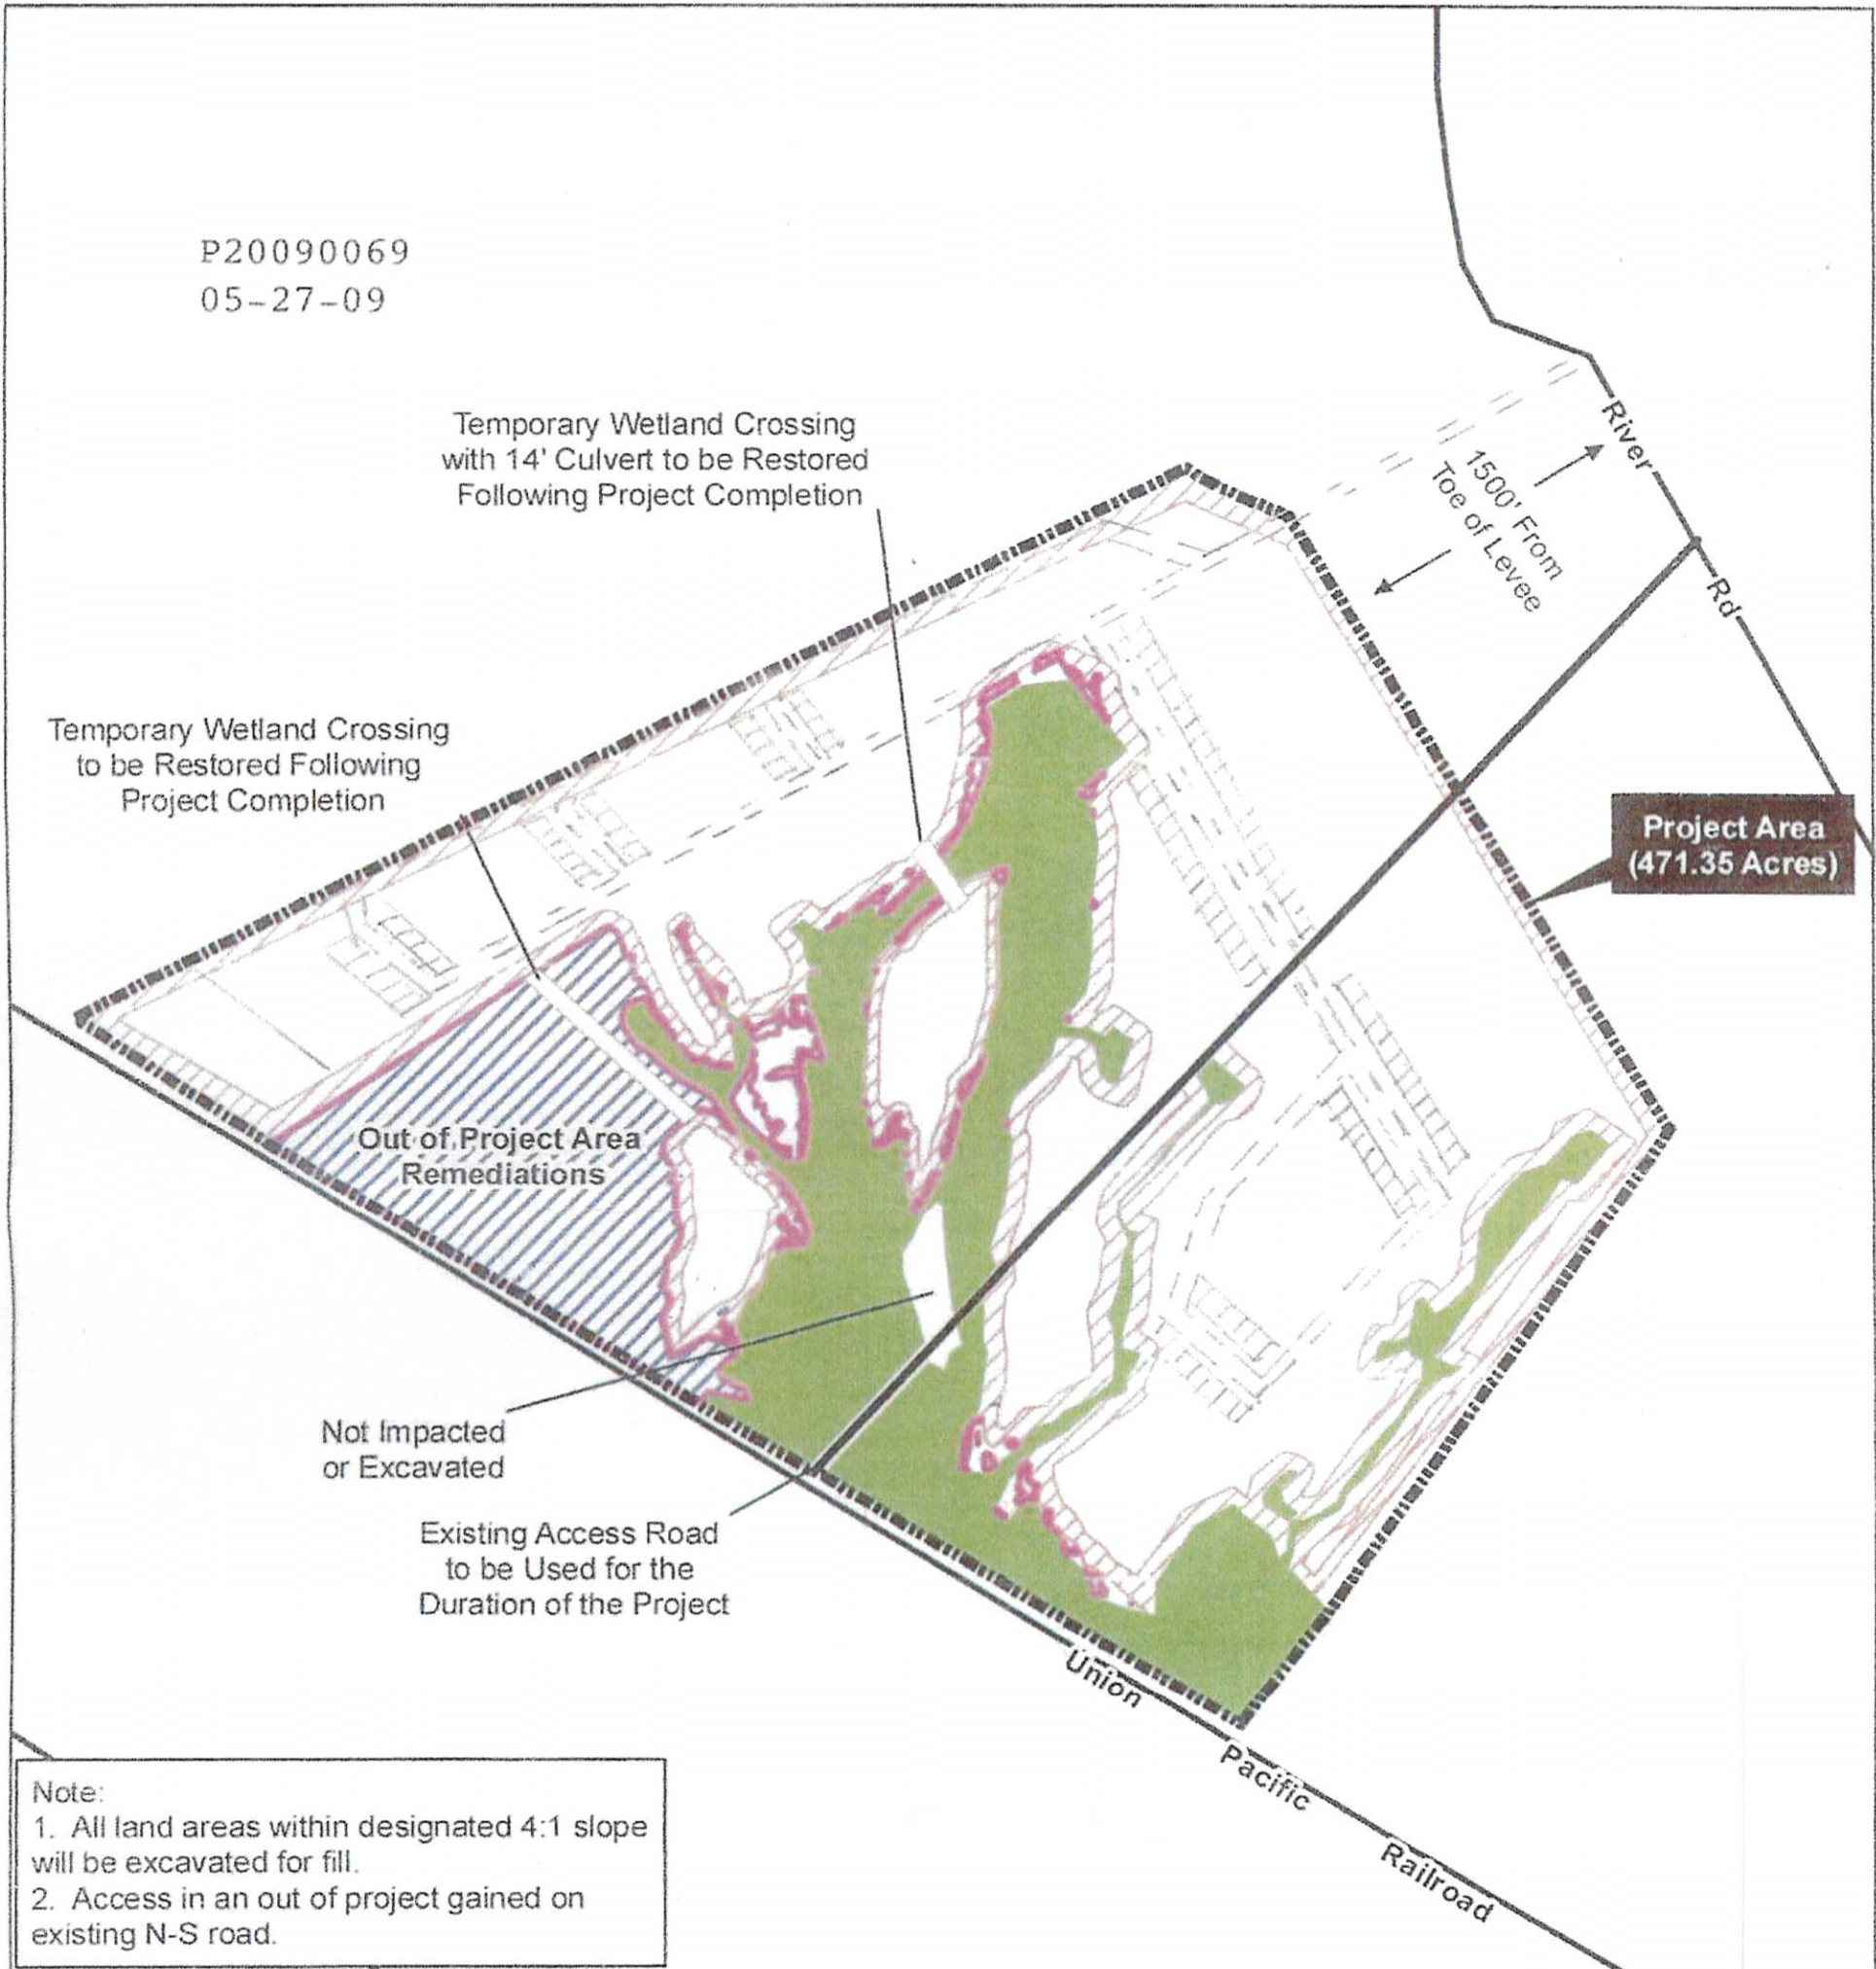 P20090069
05-27-09
Temporary Wetland Crossing
with 14' Culvert to be Restored
Following Project Completion
River
Rd
1500' From
Toe of Levee
Temporary Wetland Crossing
to be Restored Following
Project Completion
Project Area
(471.35 Acres)
Out of Project Area
Remediations
Not Impacted
or Excavated
Existing Access Road
to be Used for the
Duration of the Project
Union
Pacific
Railroad
Note:
1. All land areas within designated 4:1 slope
will be excavated for fill.
2. Access in an out of project gained on
existing N-S road.